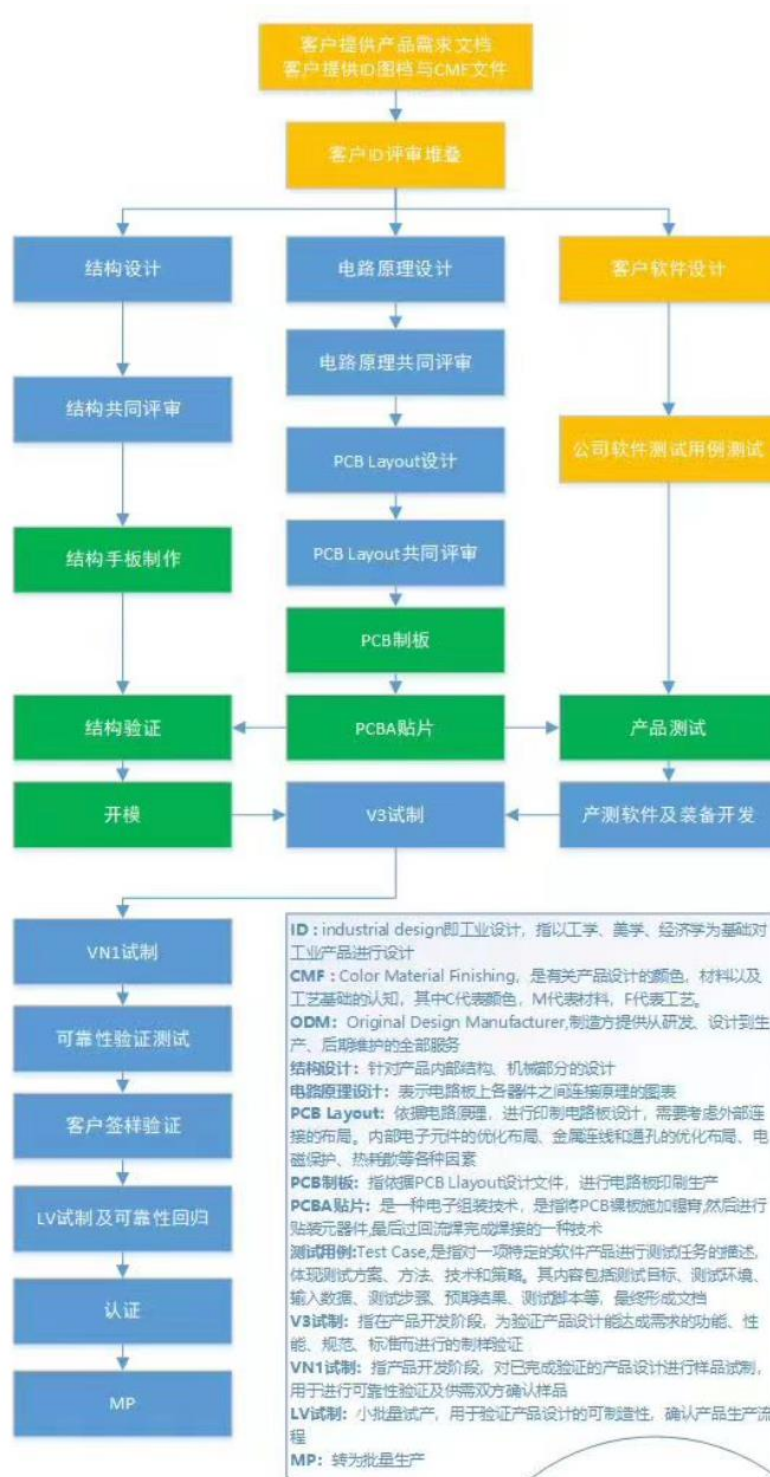 客户提供产品需求文档
客户提供ID图档与CMF文件
客户ID评审堆叠
结构设计
电路原理设计
客户软件设计
电路原理共同评审
结构共同评审
公司软件测试用例测试
PCB Layout设计
PCB Layout共同评审
结构手板制作
PCB制板
结构验证
PCBA贴片
产品测试
开模
V3试制
产测软件及装备开发
VN1试制
可靠性验证测试
客户签样验证
LV试制及可靠性回归
认证
MP
ID：industrial design即工业设计，指以工学、美学、经济学为基础对
工业产品进行设计
CMF：Color Material Finishing，是有关产品设计的颜色，材料以及
工艺基础的认知，其中C代表颜色，M代表材料，F代表工艺。
ODM：Original Design Manufacturer,制造方提供从研发、设计到生
产、后期维护的全部服务
结构设计：针对产品内部结构、机械部分的设计
电路原理设计：表示电路板上各器件之间连接原理的图表
PCB Layout：依据电路原理，进行印制电路板设计，需要考虑外部连
接的布局。内部电子元件的优化布局、金属连线和通孔的优化布局、电
磁保护、热耗散等各种因素
PCB制板：指依据PCB Llayout设计文件，进行电路板印刷生产
PCBA贴片：是一种电子组装技术，是指将PCB裸板施加锡膏,然后进行
贴装元器件,最后过回流焊完成焊接的一种技术
测试用例:Test Case,是指对一项特定的软件产品进行测试任务的描述,
体现测试方案、方法、技术和策略。其内容包括测试目标、测试环境、
输入数据、测试步骤、预期结果、测试脚本等，最终形成文档
V3试制：指在产品开发阶段，为验证产品设计能达成需求的功能、性
能、规范、标准而进行的制样验证
VN1试制：指产品开发阶段，对已完成验证的产品设计进行样品试制，
用于进行可靠性验证及供需双方确认样品
LV试制：小批量试产，用于验证产品设计的可制造性，确认产品生产流
程
MP：转为批量生产